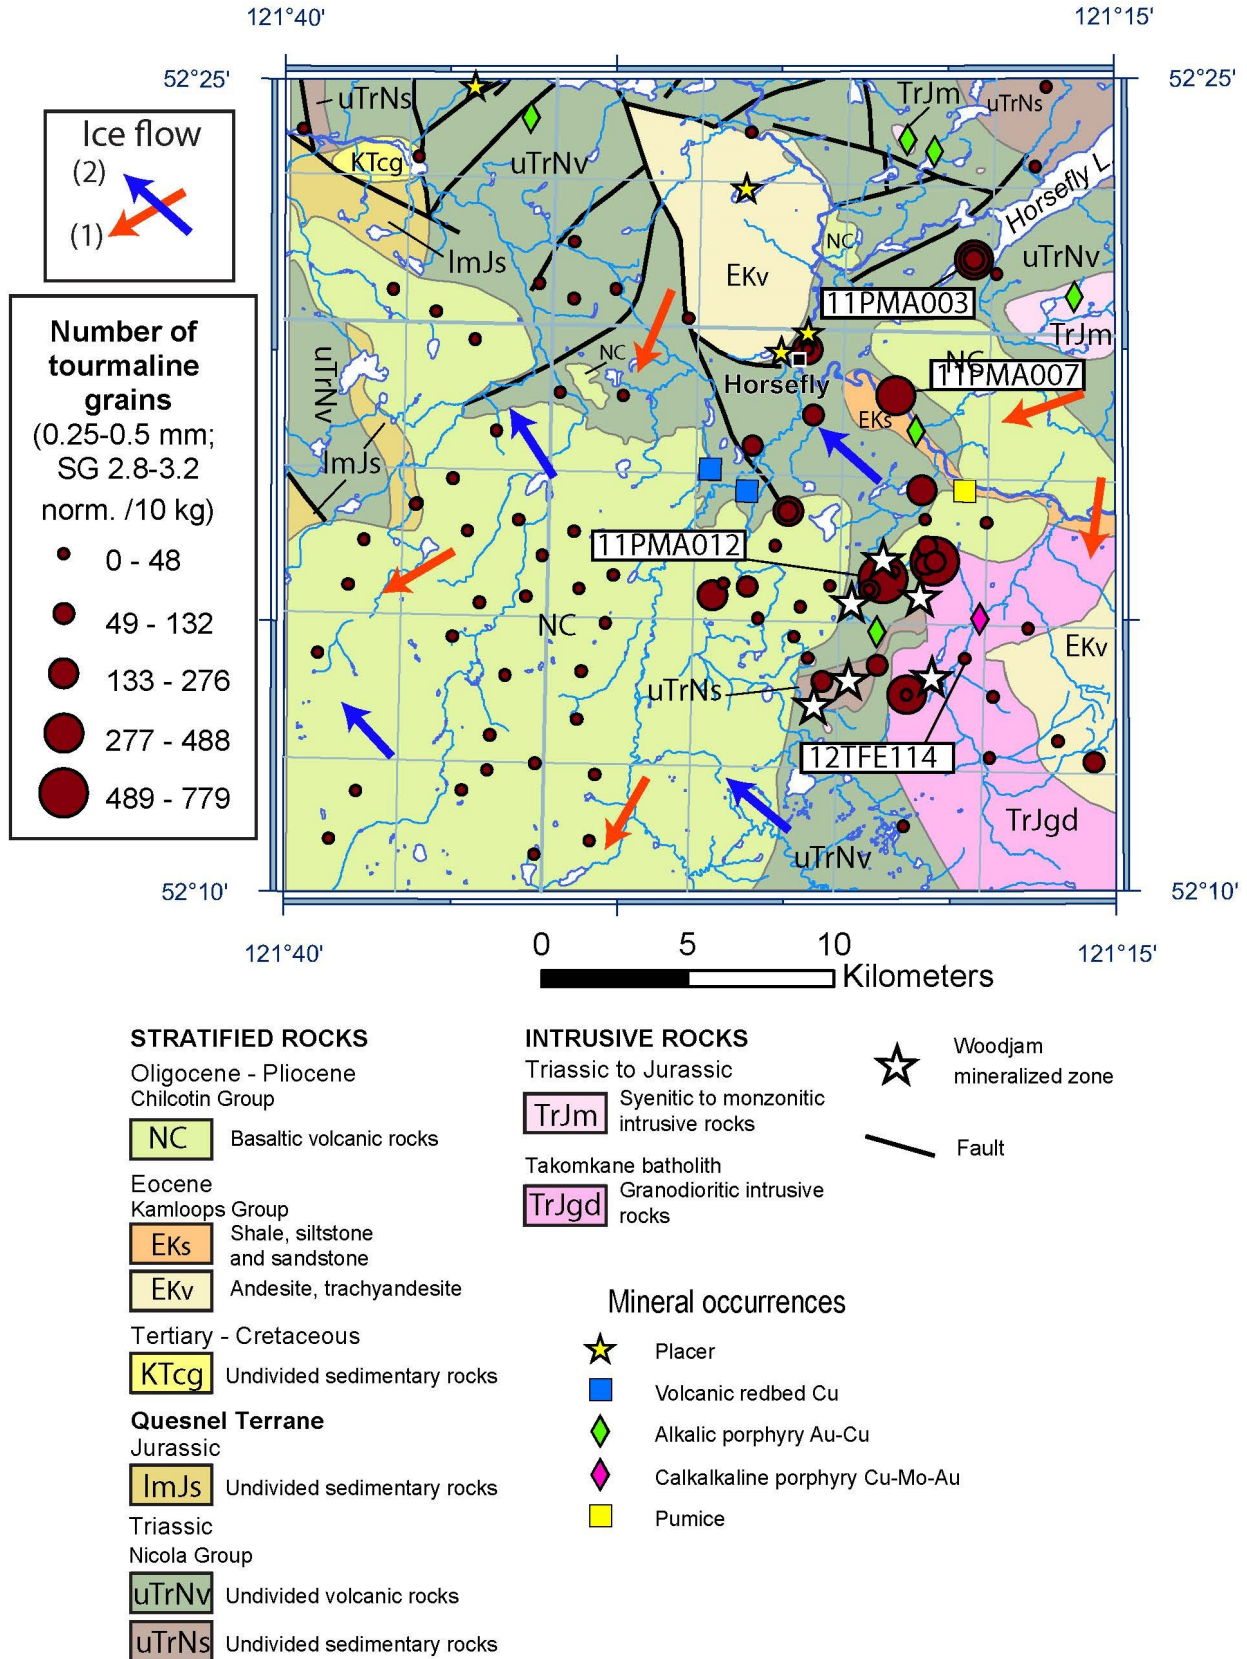 121°40'
121°15'
52°25'
52°25'
Ice flow
(2)
(1)
Number of
tourmaline
grains
(0.25-0.5 mm;
SG 2.8-3.2
norm. /10 kg)
0 - 48
49 - 132
133 - 276
277 - 488
489 - 779
uTrNs
KTcg
uTrNv
lmJs
TrJm
uTrNs
Horsefly L.
NC
EKv
uTrNv
11PMA003
TrJm
uTrNv
NC
NC
11PMA007
Horsefly
EKs
lmJs
11PMA012
NC
EKv
uTrNs
12TFE114
TrJgd
uTrNv
52°10'
52°10'
121°40'
121°15'
0 5 10
Kilometers
STRATIFIED ROCKS
Oligocene - Pliocene
Chilcotin Group
NC Basaltic volcanic rocks
Eocene
Kamloops Group
EKs Shale, siltstone
and sandstone
EKv Andesite, trachyandesite
Tertiary - Cretaceous
KTcg Undivided sedimentary rocks
Quesnel Terrane
Jurassic
lmJs Undivided sedimentary rocks
Triassic
Nicola Group
uTrNv Undivided volcanic rocks
uTrNs Undivided sedimentary rocks
INTRUSIVE ROCKS
Triassic to Jurassic
TrJm Syenitic to monzonitic
intrusive rocks
Takomkane batholith
TrJgd Granodioritic intrusive
rocks
Woodjam
mineralized zone
Fault
Mineral occurrences
Placer
Volcanic redbed Cu
Alkalic porphyry Au-Cu
Calkalkaline porphyry Cu-Mo-Au
Pumice